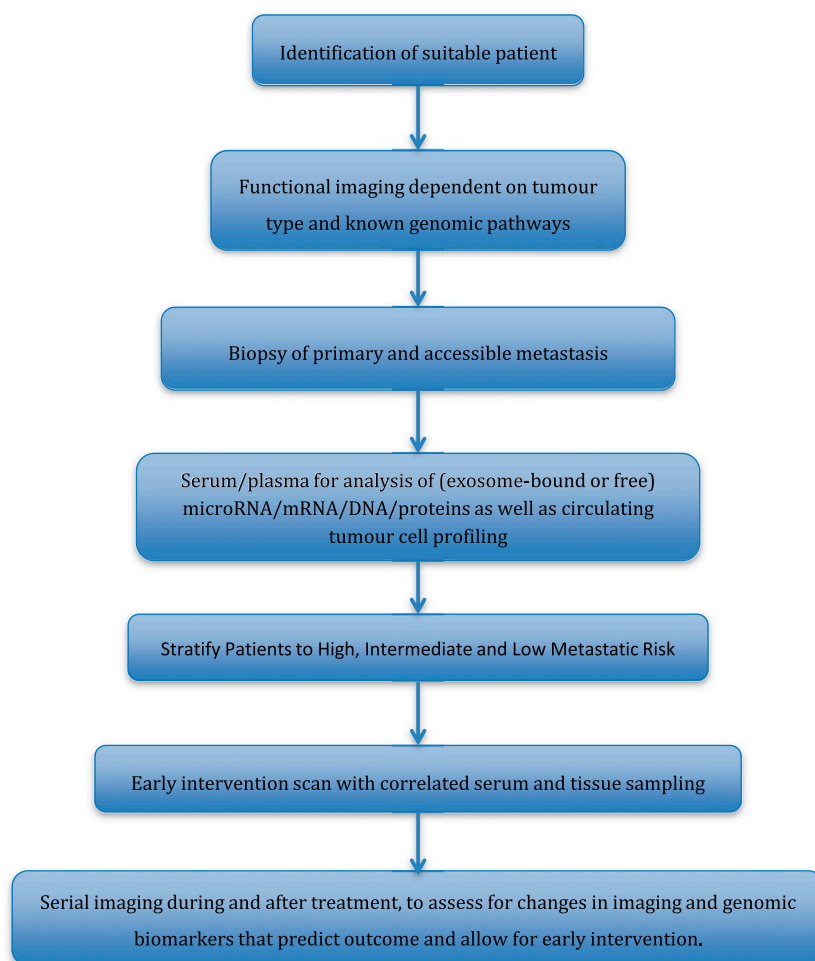 Identification of suitable patient
Functional imaging dependent on tumour
type and known genomic pathways
Biopsy of primary and accessible metastasis
Serum/plasma for analysis of (exosome-bound or free)
microRNA/mRNA/DNA/proteins as well as circulating
tumour cell profiling
Stratify Patients to High, Intermediate and Low Metastatic Risk
Early intervention scan with correlated serum and tissue sampling
Serial imaging during and after treatment, to assess for changes in imaging and genomic
biomarkers that predict outcome and allow for early intervention.